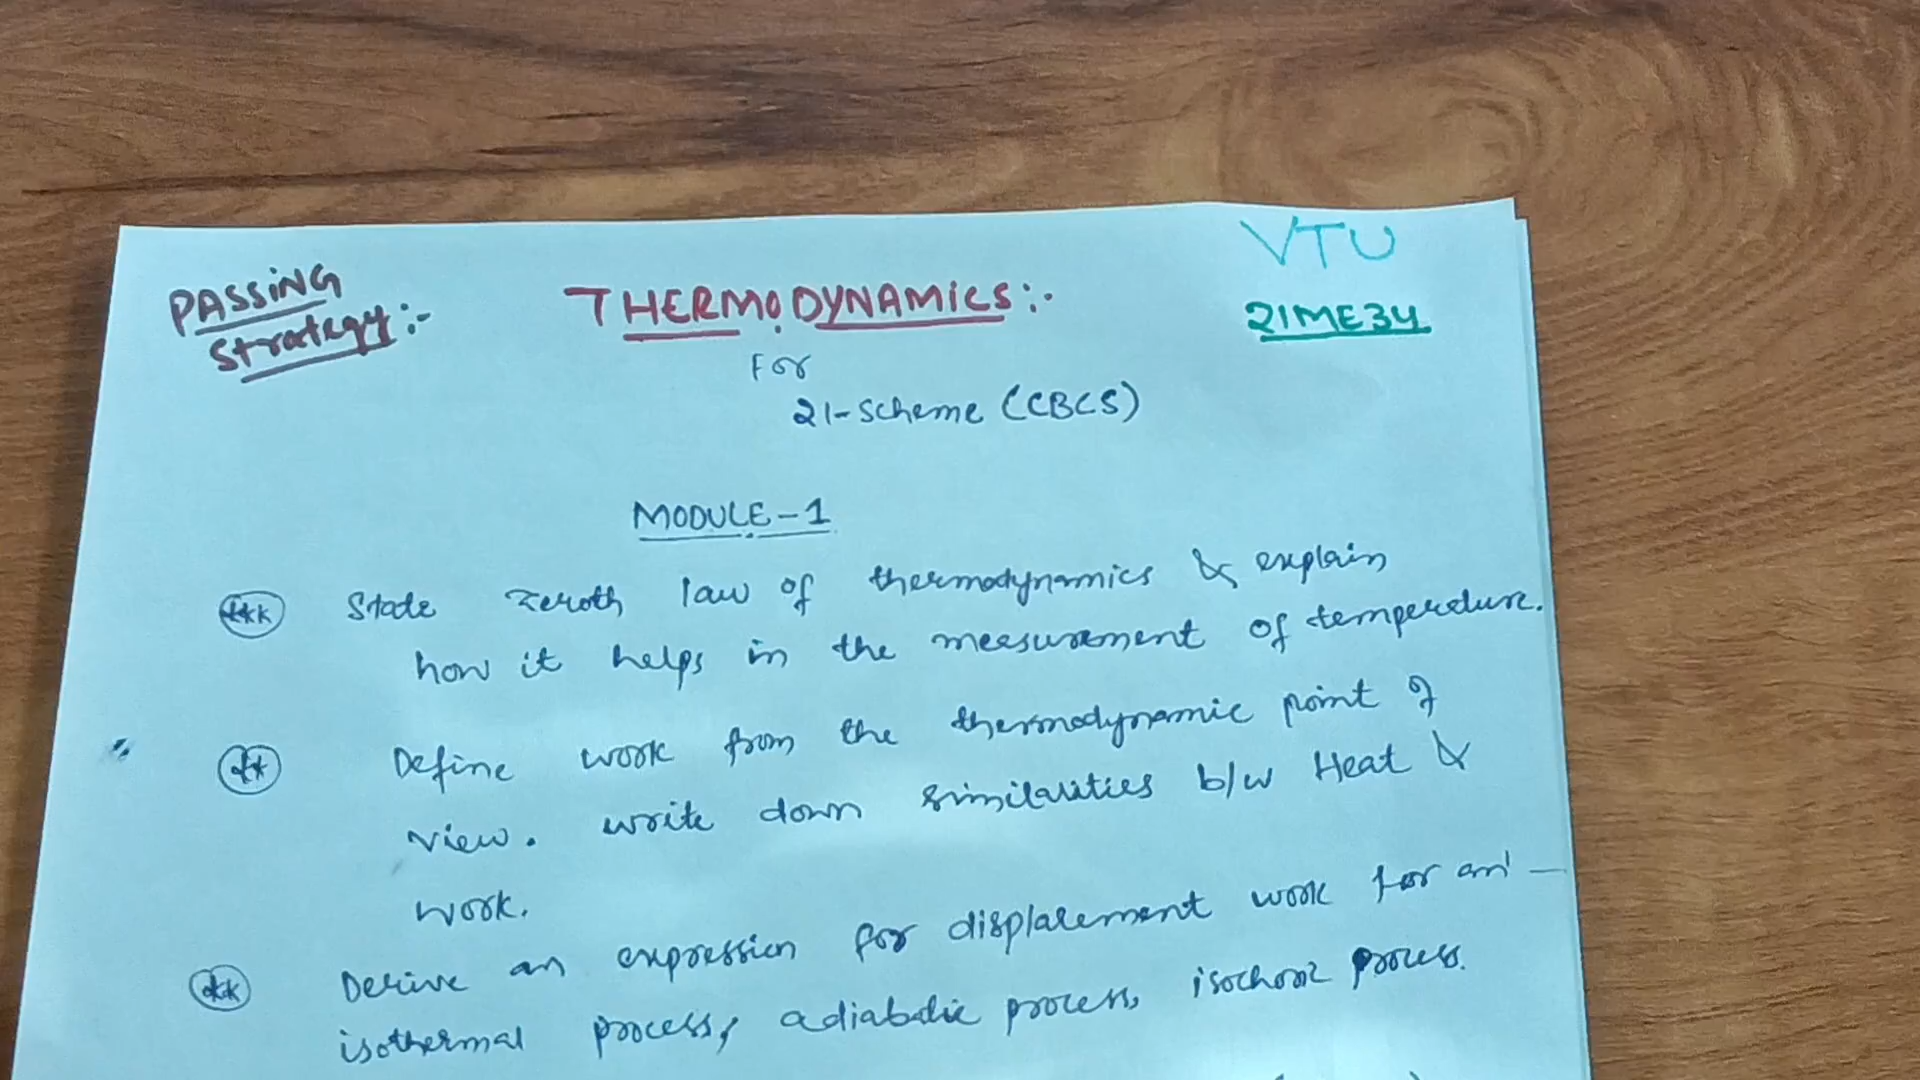 PASSING
Strategy :-
THERMODYNAMICS :-
VTU
21ME34
For
21-Scheme (CBCS)
MODULE-1
*** State Zeroth law of thermodynamics & explain
how it helps in the measurement of temperature.
** Define work from the thermodynamic point of
view. write down similarities b/w Heat &
work.
** Derive an expression for displacement work for an -
isothermal process, adiabatic process, isochoric process.